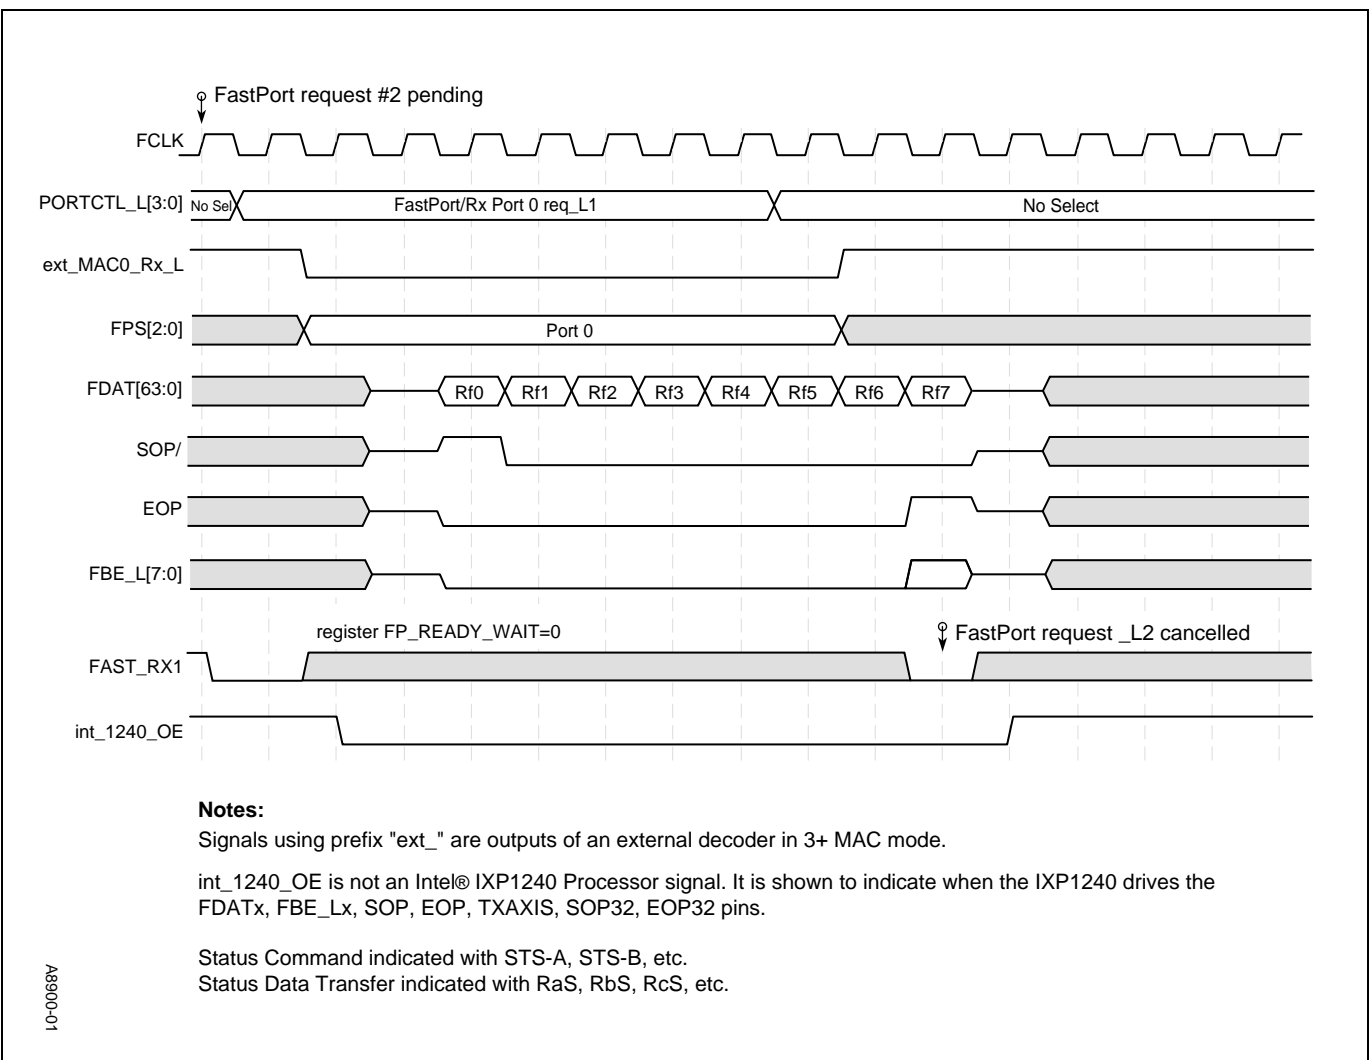 FastPort request #2 pending
FCLK
PORTCTL_L[3:0] No Sel FastPort/Rx Port 0 req_L1 No Select
ext_MAC0_Rx_L
FPS[2:0] Port 0
FDAT[63:0] Rf0 Rf1 Rf2 Rf3 Rf4 Rf5 Rf6 Rf7
SOP/
EOP
FBE_L[7:0]
register FP_READY_WAIT=0 FastPort request _L2 cancelled
FAST_RX1
int_1240_OE
Notes:
Signals using prefix "ext_" are outputs of an external decoder in 3+ MAC mode.
int_1240_OE is not an Intel® IXP1240 Processor signal. It is shown to indicate when the IXP1240 drives the
FDATx, FBE_Lx, SOP, EOP, TXAXIS, SOP32, EOP32 pins.
Status Command indicated with STS-A, STS-B, etc.
Status Data Transfer indicated with RaS, RbS, RcS, etc.
A8900-01